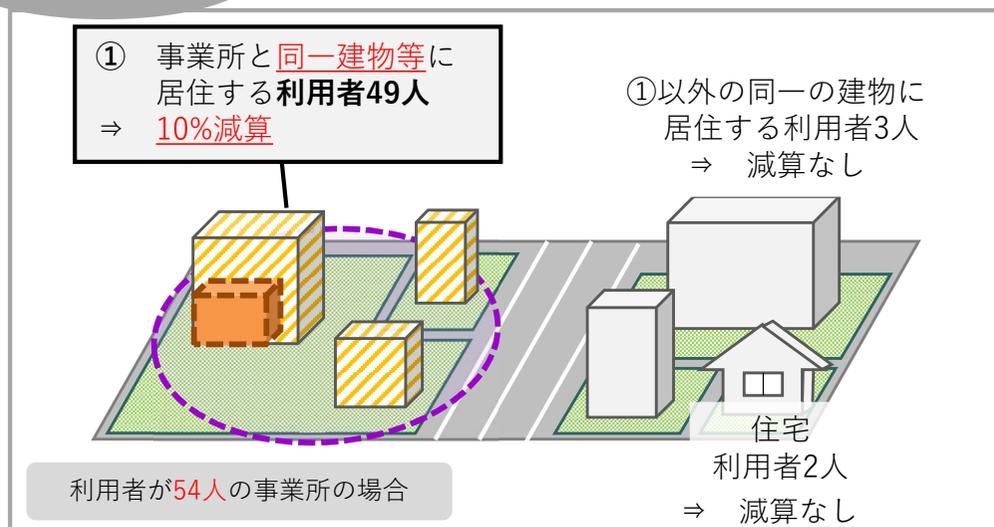 ① 事業所と同一建物等に
居住する利用者49人
⇒ 10%減算
①以外の同一の建物に
居住する利用者3人
⇒ 減算なし
住宅
利用者2人
⇒ 減算なし
利用者が54人の事業所の場合